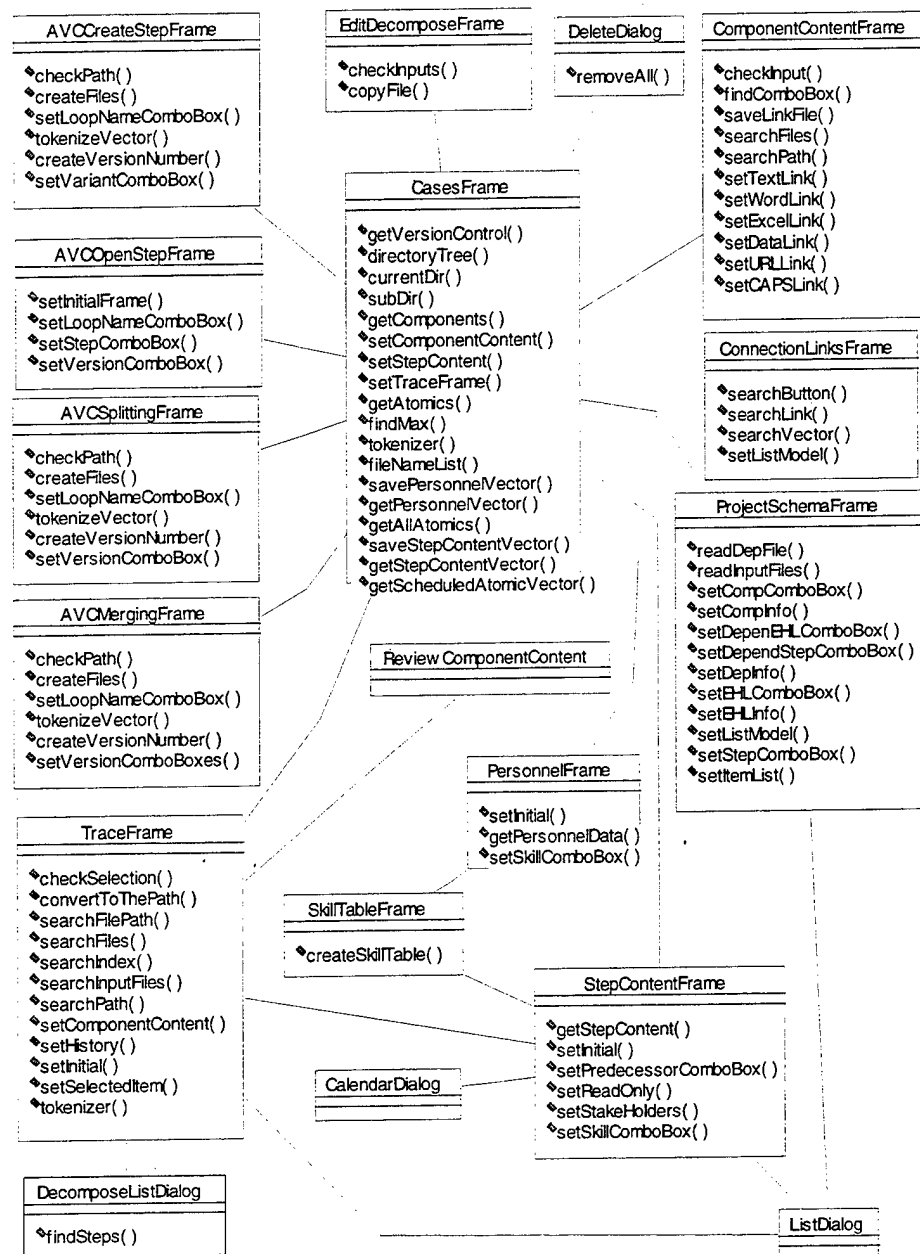 AVCCreateStepFrame
checkPath( )
createFiles( )
setLoopNameComboBox( )
tokenizeVector( )
createVersionNumber( )
setVariantComboBox( )
EditDecomposeFrame
checkInputs( )
copyFile( )
DeleteDialog
removeAll( )
ComponentContentFrame
checkInput( )
findComboBox( )
saveLinkFile( )
searchFiles( )
searchPath( )
setTextLink( )
setWordLink( )
setExcelLink( )
setDataLink( )
setURLLink( )
setCAPSLink( )
CasesFrame
getVersionControl( )
directoryTree( )
currentDir( )
subDir( )
getComponents( )
setComponentContent( )
setStepContent( )
setTraceFrame( )
getAtomics( )
findMax( )
tokenizer( )
fileNameList( )
savePersonnelVector( )
getPersonnelVector( )
getAllAtomics( )
saveStepContentVector( )
getStepContentVector( )
getScheduledAtomicVector( )
AVCOpenStepFrame
setInitialFrame( )
setLoopNameComboBox( )
setStepComboBox( )
setVersionComboBox( )
ConnectionLinksFrame
searchButton( )
searchLink( )
searchVector( )
setListModel( )
AVCSplittingFrame
checkPath( )
createFiles( )
setLoopNameComboBox( )
tokenizeVector( )
createVersionNumber( )
setVersionComboBox( )
ProjectSchemaFrame
readDepFile( )
readInputFiles( )
setCompComboBox( )
setCompInfo( )
setDepenEHLComboBox( )
setDependStepComboBox( )
setDepInfo( )
setEHLComboBox( )
setEHLInfo( )
setListModel( )
setStepComboBox( )
setItemList( )
AVCMergingFrame
checkPath( )
createFiles( )
setLoopNameComboBox( )
tokenizeVector( )
createVersionNumber( )
setVersionComboBoxes( )
Review ComponentContent
PersonnelFrame
setInitial( )
getPersonnelData( )
setSkillComboBox( )
TraceFrame
checkSelection( )
convertToThePath( )
searchFilePath( )
searchFiles( )
searchIndex( )
searchInputFiles( )
searchPath( )
setComponentContent( )
setHistory( )
setInitial( )
setSelectedItem( )
tokenizer( )
SkillTableFrame
createSkillTable( )
StepContentFrame
getStepContent( )
setInitial( )
setPredecessorComboBox( )
setReadOnly( )
setStakeHolders( )
setSkillComboBox( )
CalendarDialog
DecomposeListDialog
findSteps( )
ListDialog